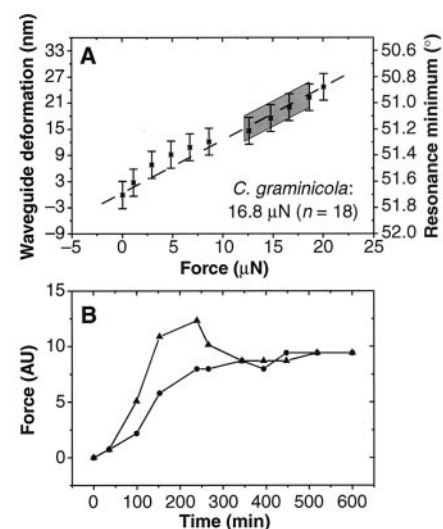 A
Waveguide deformation (nm)
33
27
21
15
9
3
−3
−9
50.6
50.8
51.0
51.2
51.4
51.6
51.8
52.0
Resonance minimum (°)
C. graminicola:
16.8 μN (n = 18)
−5 0 5 10 15 20 25
Force (μN)
B
Force (AU)
15
10
5
0
0 100 200 300 400 500 600
Time (min)